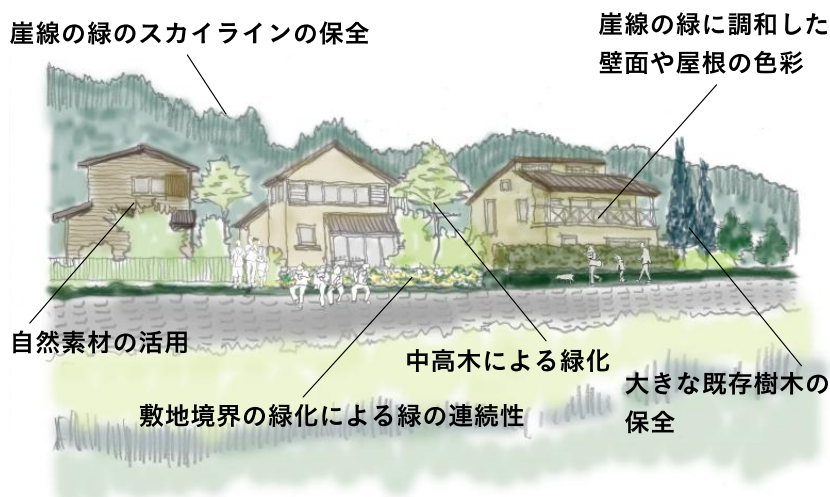 崖線の緑のスカイラインの保全
崖線の緑に調和した
壁面や屋根の色彩
自然素材の活用
中高木による緑化
大きな既存樹木の
保全
敷地境界の緑化による緑の連続性